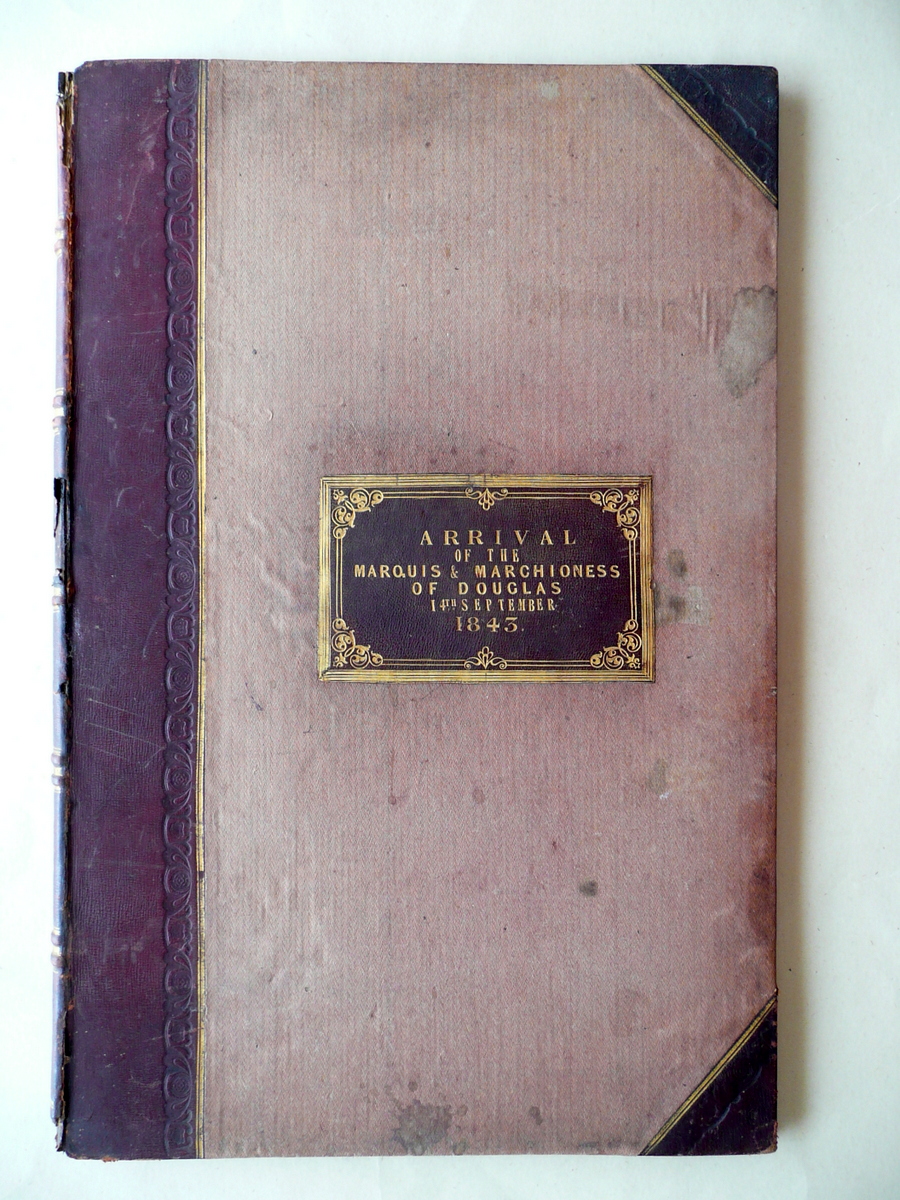 ARRIVAL
OF THE
MARQUIS & MARCHIONESS
OF DOUGLAS
14TH SEPTEMBER
1843.